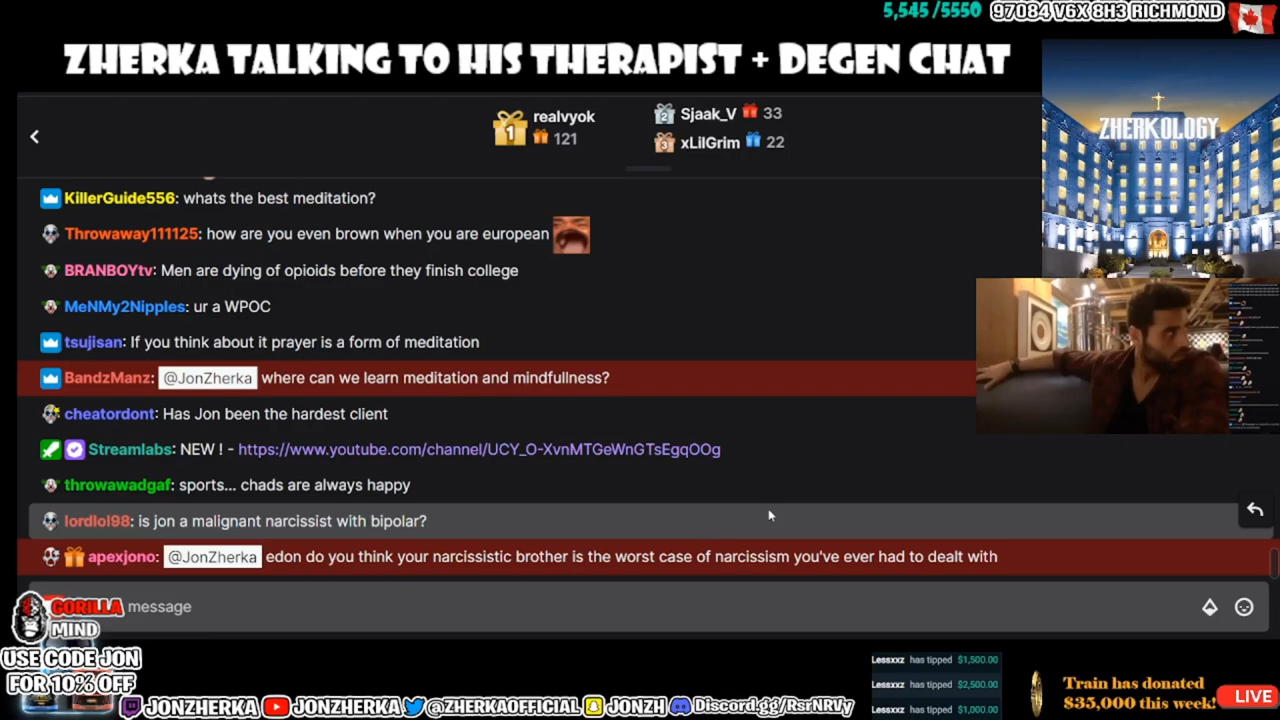 5,545 /5550
97084 V6X 8H3 RICHMOND
ZHERKA TALKING TO HIS THERAPIST + DEGEN CHAT
ZHERKOLOGY
1 realvyok
121
2 Sjaak_V 33
3 xLilGrim 22
KillerGuide556: whats the best meditation?
Throwaway111125: how are you even brown when you are european
BRANBOYtv: Men are dying of opioids before they finish college
MeNMy2Nipples: ur a WPOC
tsujisan: If you think about it prayer is a form of meditation
BandzManz: @JonZherka where can we learn meditation and mindfullness?
cheatordont: Has Jon been the hardest client
Streamlabs: NEW ! - https://www.youtube.com/channel/UCY_O-XvnMTGeWnGTsEgqOOg
throwawadgaf: sports... chads are always happy
lordlol98: is jon a malignant narcissist with bipolar?
apexjono: @JonZherka edon do you think your narcissistic brother is the worst case of narcissism you've ever had to deal with
message
GORILLA
MIND
USE CODE JON
FOR 10% OFF
Lessxxz has tipped $1,500.00
Lessxxz has tipped $2,500.00
Lessxxz has tipped $1,000.00
Train has donated
$35,000 this week!
LIVE
JONZHERKA JONZHERKA @ZHERKAOFFICIAL JONZH Discord.gg/RsrNRVy